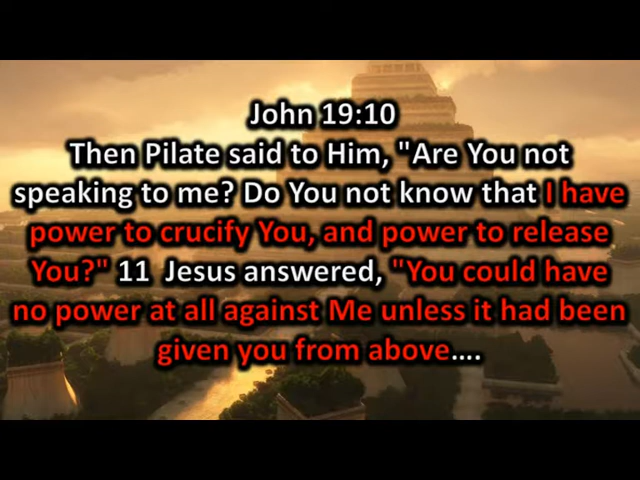 John 19:10
Then Pilate said to Him, "Are You not
speaking to me? Do You not know that I have
power to crucify You, and power to release
You?" 11  Jesus answered, "You could have
no power at all against Me unless it had been
given you from above....